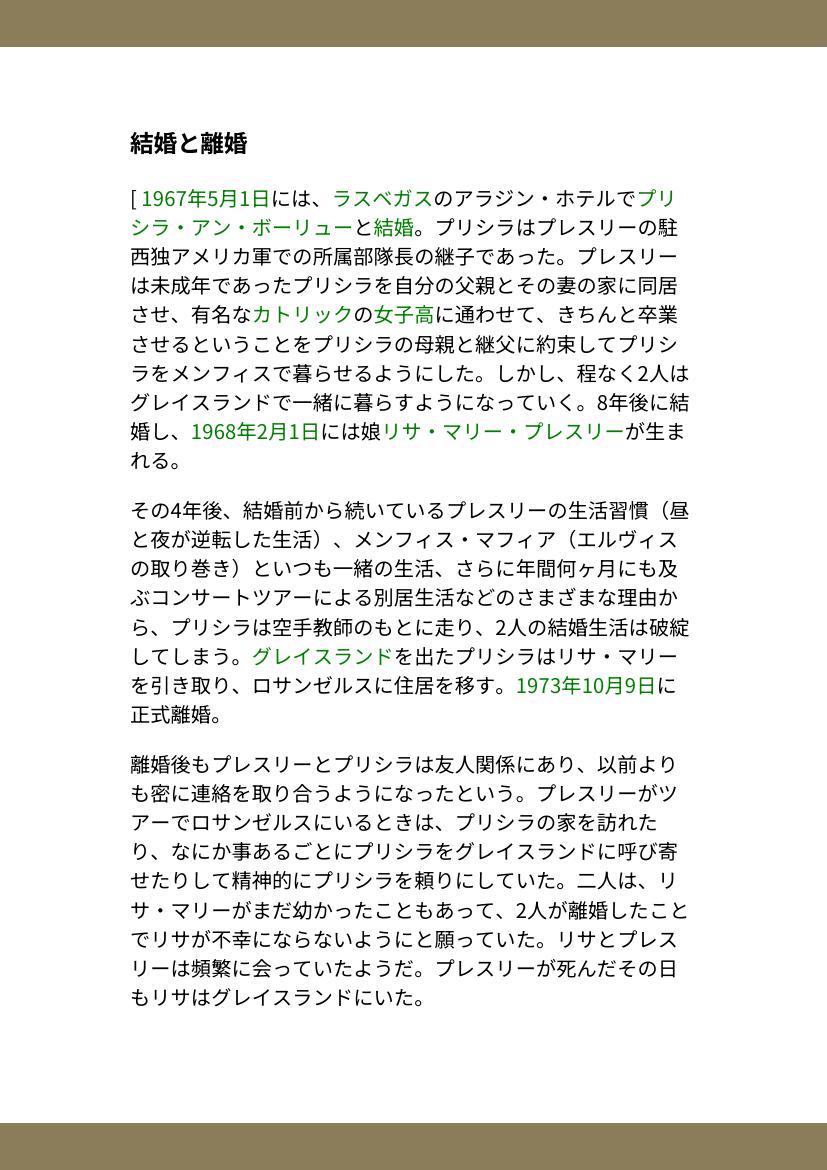 結婚と離婚
[ 1967年5月1日には、ラスベガスのアラジン・ホテルでプリ
シラ・アン・ボーリューと結婚。プリシラはプレスリーの駐
西独アメリカ軍での所属部隊長の継子であった。プレスリー
は未成年であったプリシラを自分の父親とその妻の家に同居
させ、有名なカトリックの女子高に通わせて、きちんと卒業
させるということをプリシラの母親と継父に約束してプリシ
ラをメンフィスで暮らせるようにした。しかし、程なく2人は
グレイスランドで一緒に暮らすようになっていく。8年後に結
婚し、1968年2月1日には娘リサ・マリー・プレスリーが生ま
れる。
その4年後、結婚前から続いているプレスリーの生活習慣（昼
と夜が逆転した生活）、メンフィス・マフィア（エルヴィス
の取り巻き）といつも一緒の生活、さらに年間何ヶ月にも及
ぶコンサートツアーによる別居生活などのさまざまな理由か
ら、プリシラは空手教師のもとに走り、2人の結婚生活は破綻
してしまう。グレイスランドを出たプリシラはリサ・マリー
を引き取り、ロサンゼルスに住居を移す。1973年10月9日に
正式離婚。
離婚後もプレスリーとプリシラは友人関係にあり、以前より
も密に連絡を取り合うようになったという。プレスリーがツ
アーでロサンゼルスにいるときは、プリシラの家を訪れた
り、なにか事あるごとにプリシラをグレイスランドに呼び寄
せたりして精神的にプリシラを頼りにしていた。二人は、リ
サ・マリーがまだ幼かったこともあって、2人が離婚したこと
でリサが不幸にならないようにと願っていた。リサとプレス
リーは頻繁に会っていたようだ。プレスリーが死んだその日
もリサはグレイスランドにいた。